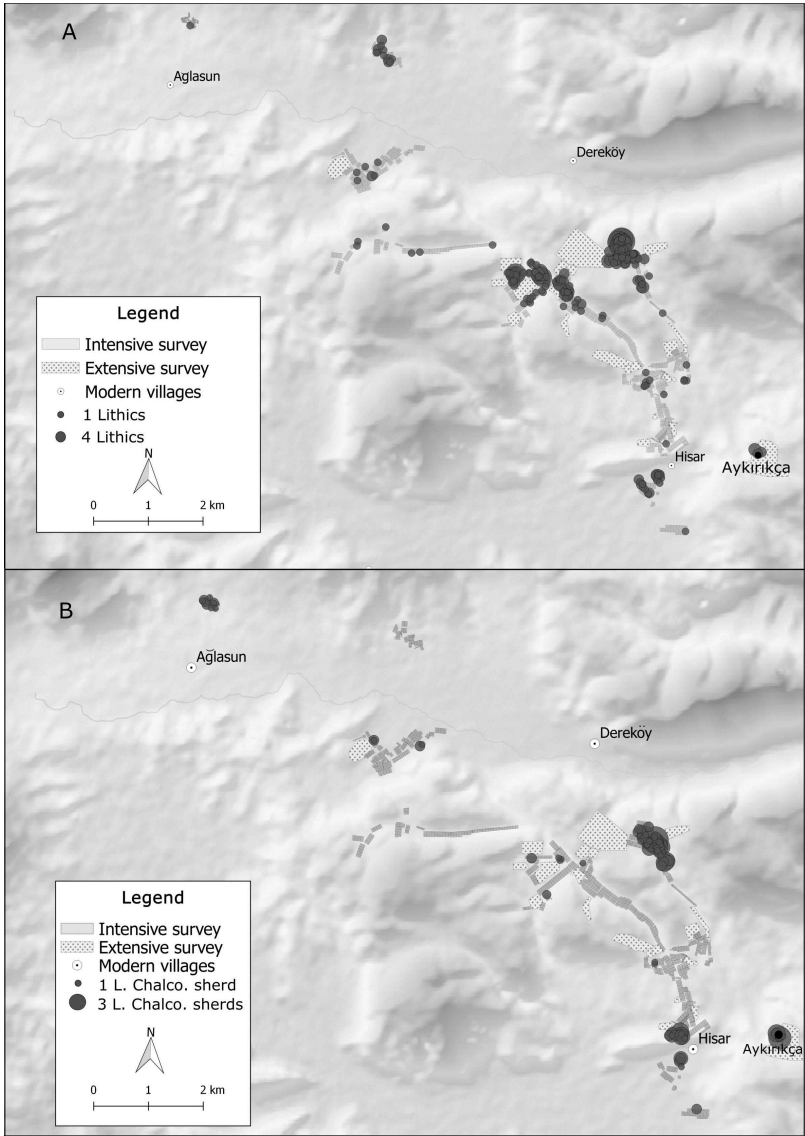 A
Aglasun
Dereköy
Legend
Intensive survey
Extensive survey
Modern villages
1 Lithics
4 Lithics
N
0 1 2 km
Hisar
Aykırıkça
B
Ağlasun
Dereköy
Legend
Intensive survey
Extensive survey
Modern villages
1 L. Chalco. sherd
3 L. Chalco. sherds
N
0 1 2 km
Hisar
Aykırıkça